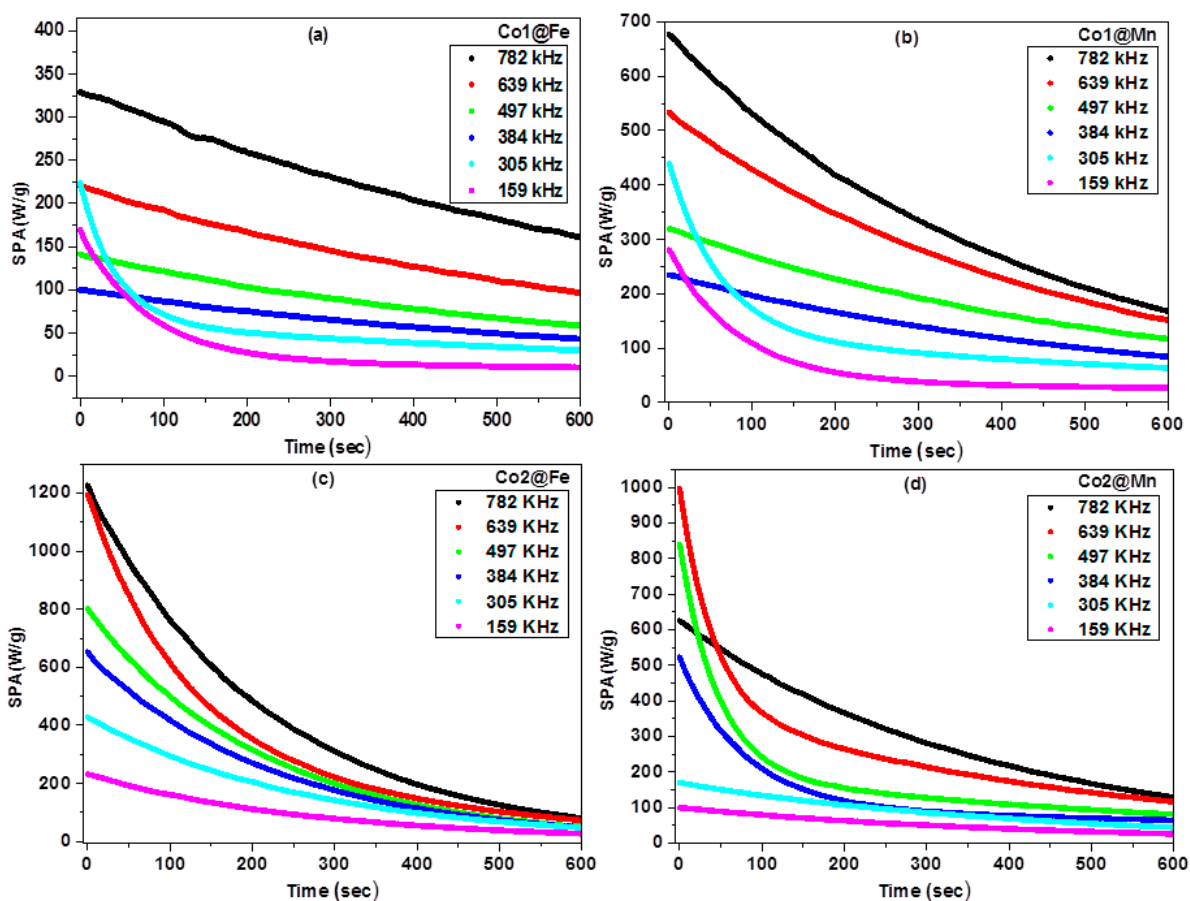 (a)
Co1@Fe
782 kHz
639 kHz
497 kHz
384 kHz
305 kHz
159 kHz
400
350
300
250
200
150
100
50
0
SPA(W/g)
0 100 200 300 400 500 600
Time (sec)
(b)
Co1@Mn
782 kHz
639 kHz
497 kHz
384 kHz
305 kHz
159 kHz
700
600
500
400
300
200
100
0
SPA(W/g)
0 100 200 300 400 500 600
Time (sec)
(c)
Co2@Fe
782 KHz
639 KHz
497 KHz
384 KHz
305 KHz
159 KHz
1200
1000
800
600
400
200
0
SPA(W/g)
0 100 200 300 400 500 600
Time (sec)
(d)
Co2@Mn
782 KHz
639 KHz
497 KHz
384 KHz
305 KHz
159 KHz
1000
900
800
700
600
500
400
300
200
100
0
SPA(W/g)
0 100 200 300 400 500 600
Time (sec)